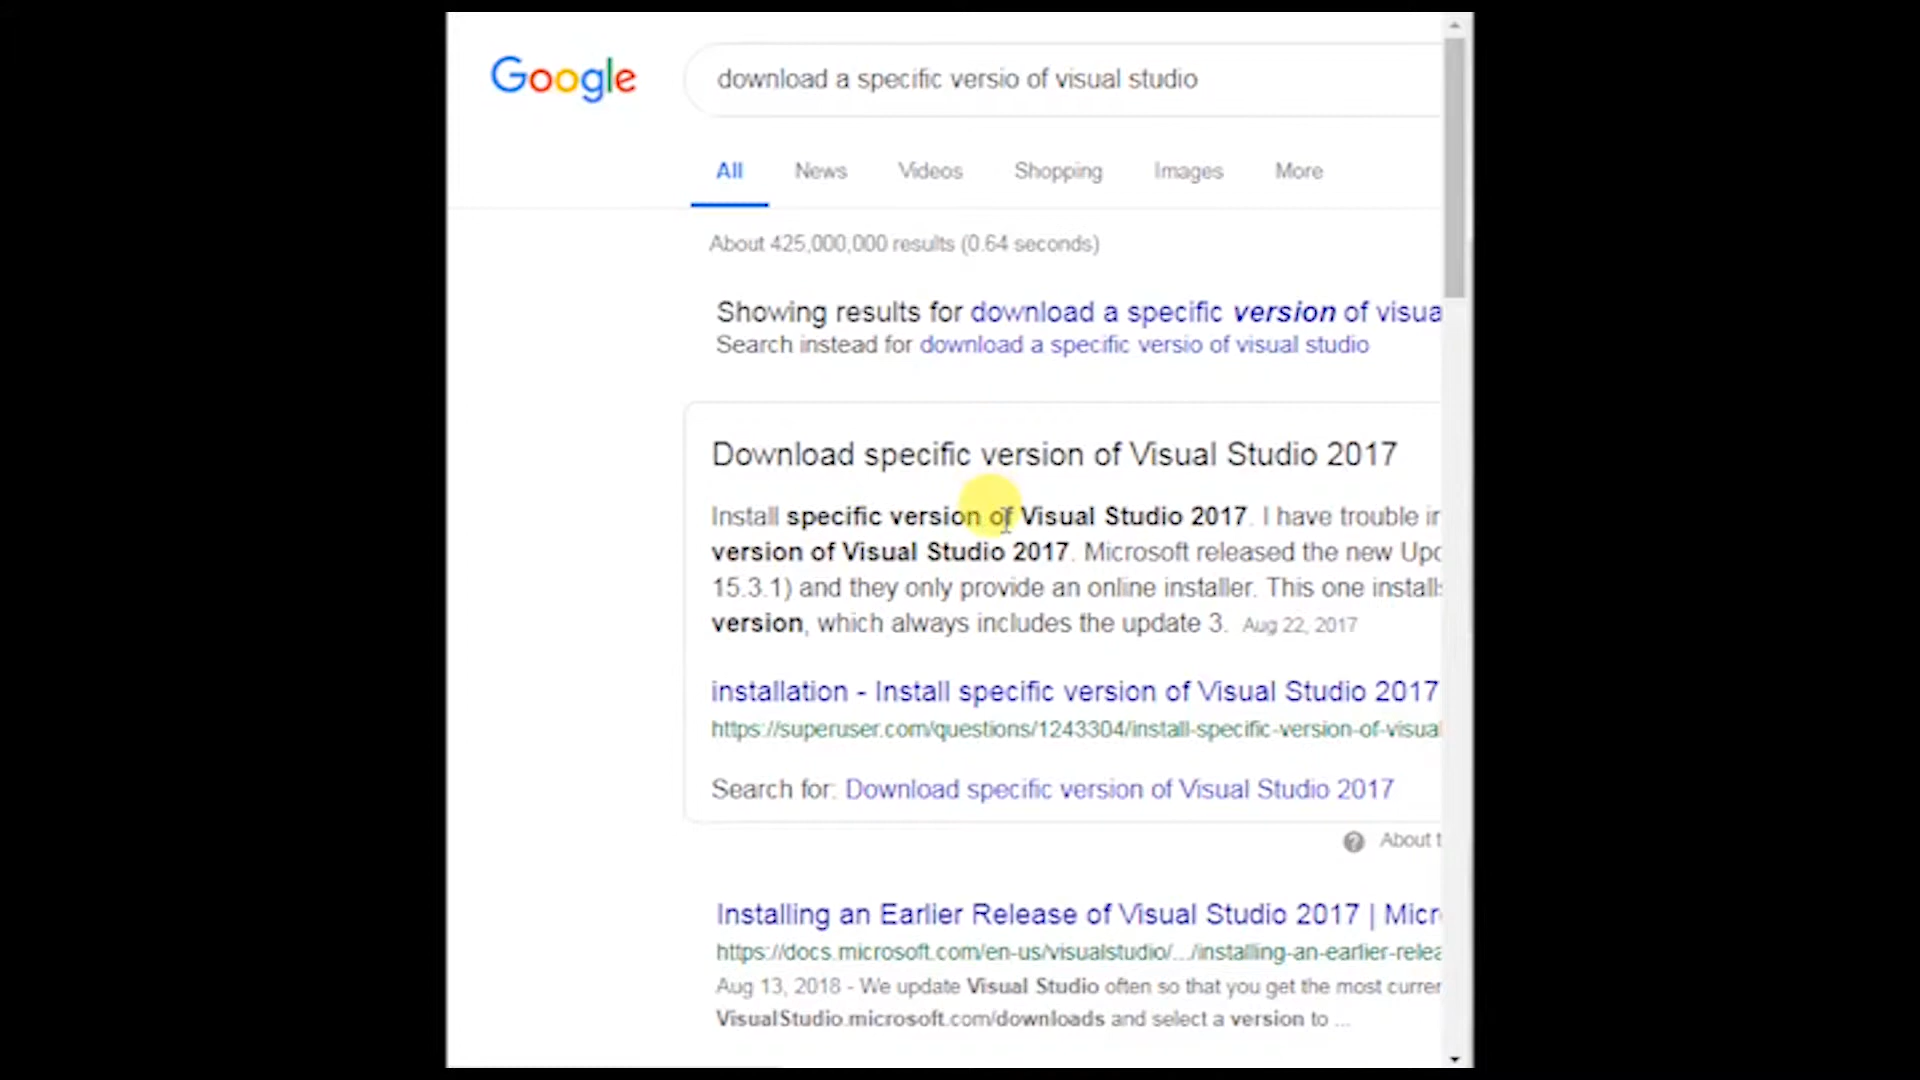 Google
download a specific versio of visual studio
All News Videos Shopping Images More
About 425,000,000 results (0.64 seconds)
Showing results for download a specific version of visua
Search instead for download a specific versio of visual studio
Download specific version of Visual Studio 2017
Install specific version of Visual Studio 2017. I have trouble
version of Visual Studio 2017. Microsoft released the new
15.3.1) and they only provide an online installer. This one
version, which always includes the update 3. Aug 22, 2017
installation - Install specific version of Visual Studio 2017
https://superuser.com/questions/1243304/install-specific-version-of-visual
Search for: Download specific version of Visual Studio 2017
About
Installing an Earlier Release of Visual Studio 2017 | Micr
https://docs.microsoft.com/en-us/visualstudio/.../installing-an-earlier-relea
Aug 13, 2018 - We update Visual Studio often so that you get the most curren
VisualStudio.microsoft.com/downloads and select a version to ...